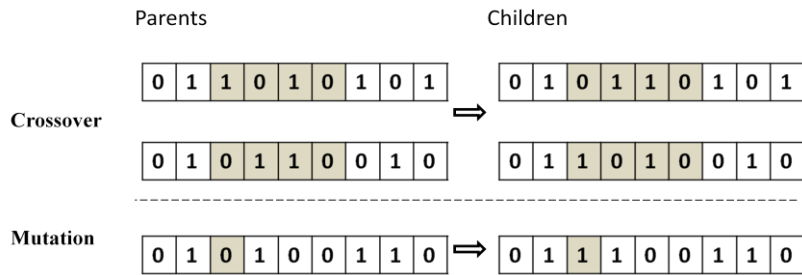 Parents Children
0 1 1 0 1 0 1 0 1 0 1 0 1 1 0 1 0 1
Crossover ⇨
0 1 0 1 1 0 0 1 0 0 1 1 0 1 0 0 1 0
Mutation ⇨
0 1 0 1 0 0 1 1 0 0 1 1 1 0 0 1 1 0